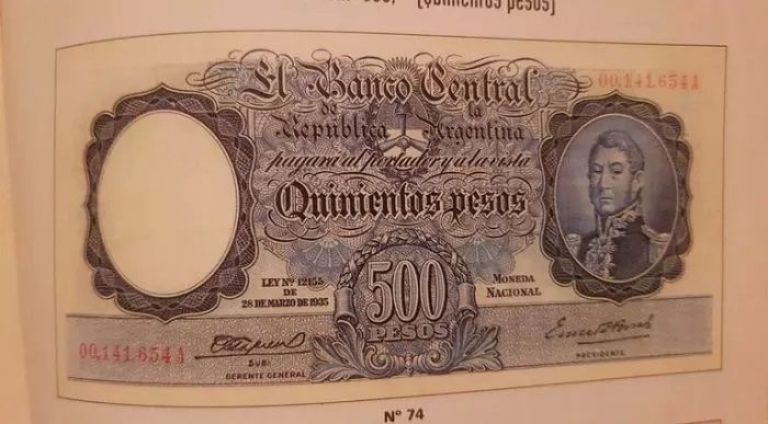 (Quinientos pesos)
El Banco Central
00,141.654A
de la
República Argentina
pagará al portador y a la vista
Quinientos pesos
LEY Nº 12155
DE
28 DE MARZO DE 1935
500
PESOS
MONEDA
NACIONAL
00,141.654A
SUB-
GERENTE GENERAL
PRESIDENTE
Nº 74